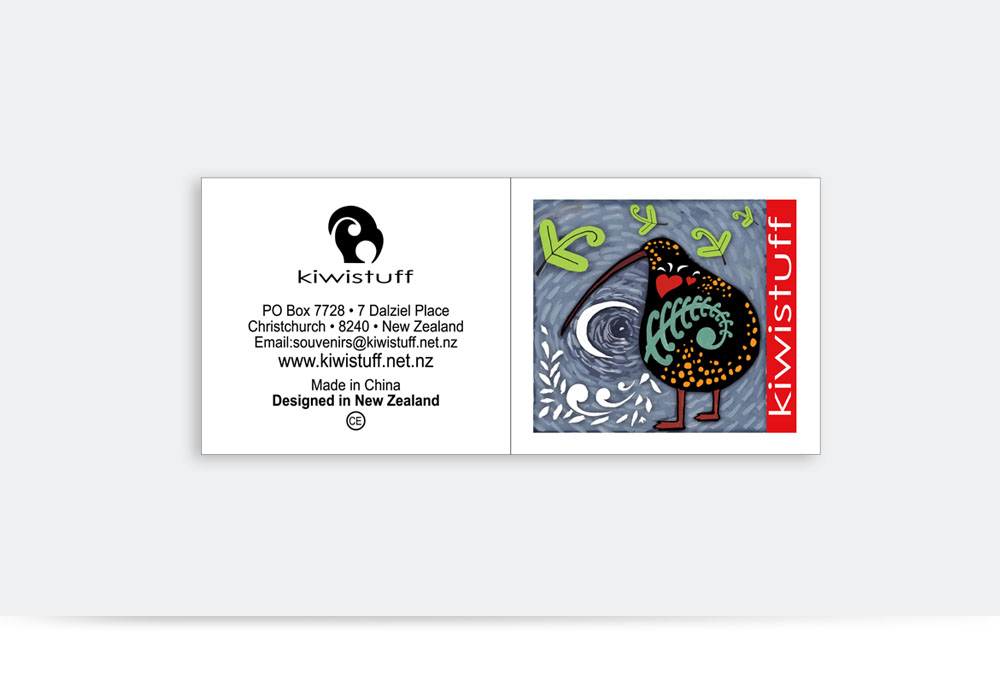 kiwistuff
PO Box 7728 • 7 Dalziel Place
Christchurch • 8240 • New Zealand
Email:souvenirs@kiwistuff.net.nz
www.kiwistuff.net.nz
Made in China
Designed in New Zealand
CE
kiwistuff